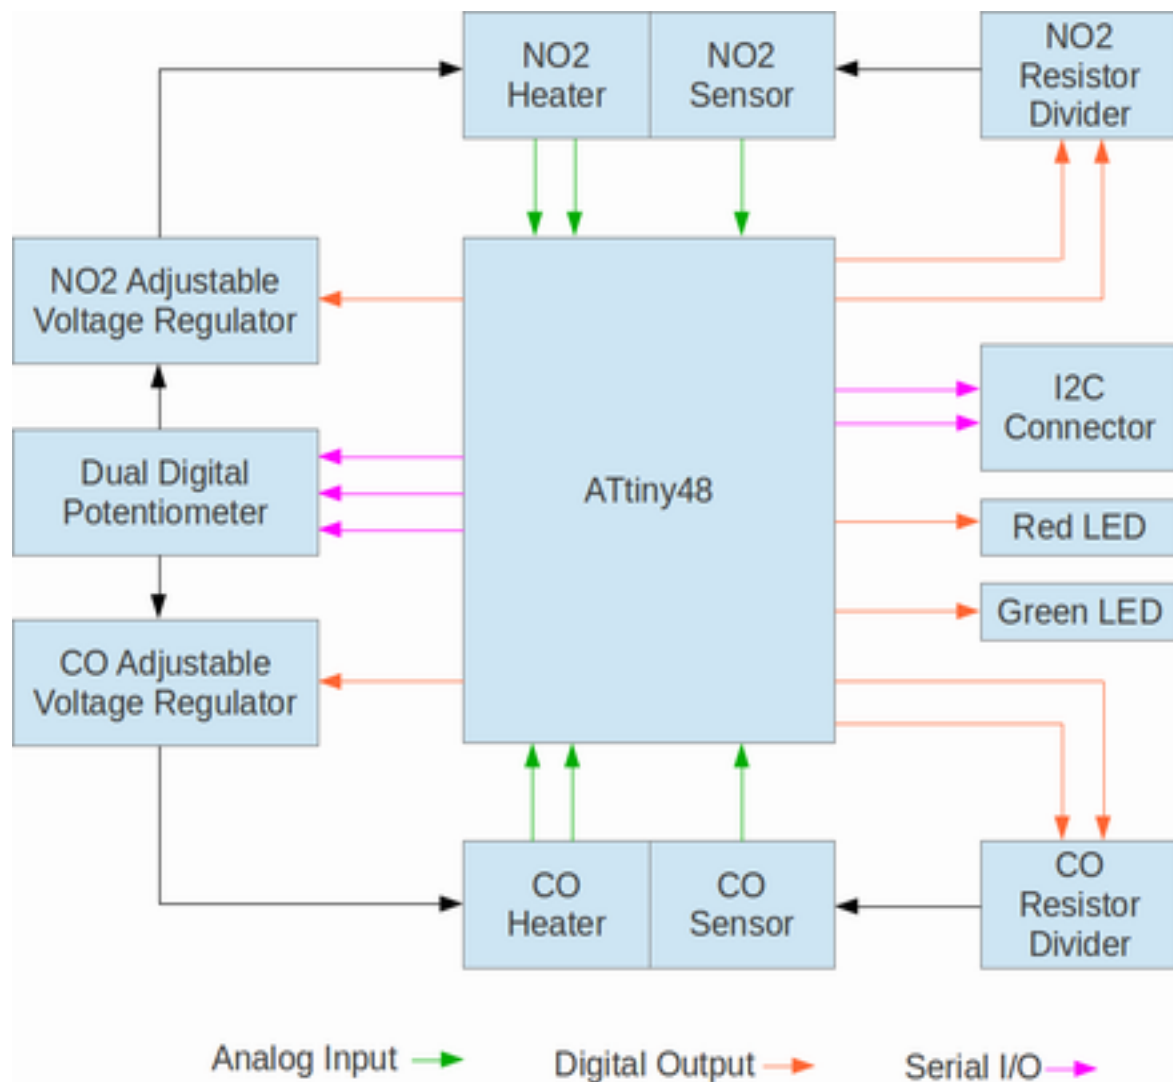 NO2
Heater
NO2
Sensor
NO2
Resistor
Divider
NO2 Adjustable
Voltage Regulator
I2C
Connector
Dual Digital
Potentiometer
ATtiny48
Red LED
Green LED
CO Adjustable
Voltage Regulator
CO
Heater
CO
Sensor
CO
Resistor
Divider
Analog Input
Digital Output
Serial I/O